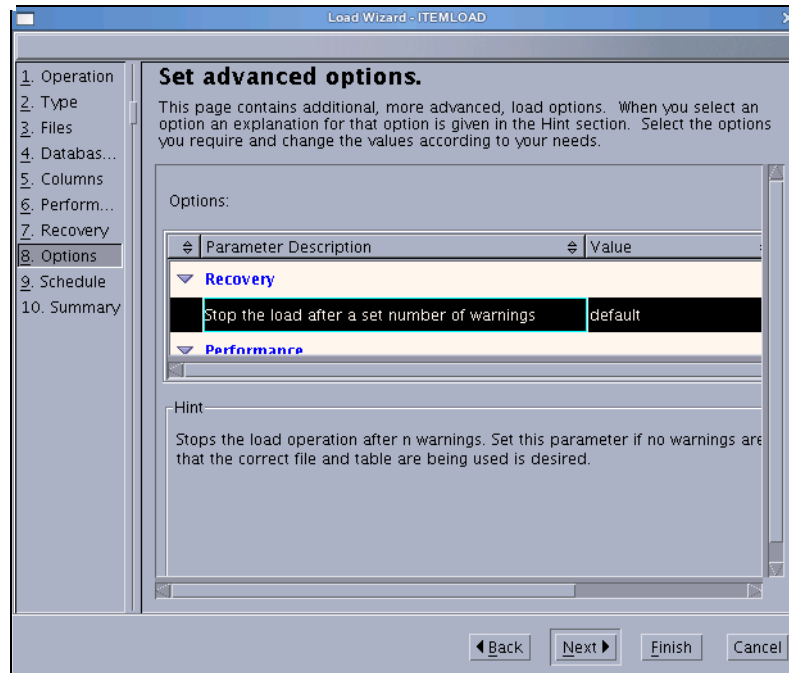 Load Wizard - ITEMLOAD
1. Operation
2. Type
3. Files
4. Databas...
5. Columns
6. Perform...
7. Recovery
8. Options
9. Schedule
10. Summary
Set advanced options.
This page contains additional, more advanced, load options. When you select an
option an explanation for that option is given in the Hint section. Select the options
you require and change the values according to your needs.
Options:
Parameter Description Value
Recovery
Stop the load after a set number of warnings default
Performance
Hint
Stops the load operation after n warnings. Set this parameter if no warnings are
that the correct file and table are being used is desired.
Back Next Finish Cancel